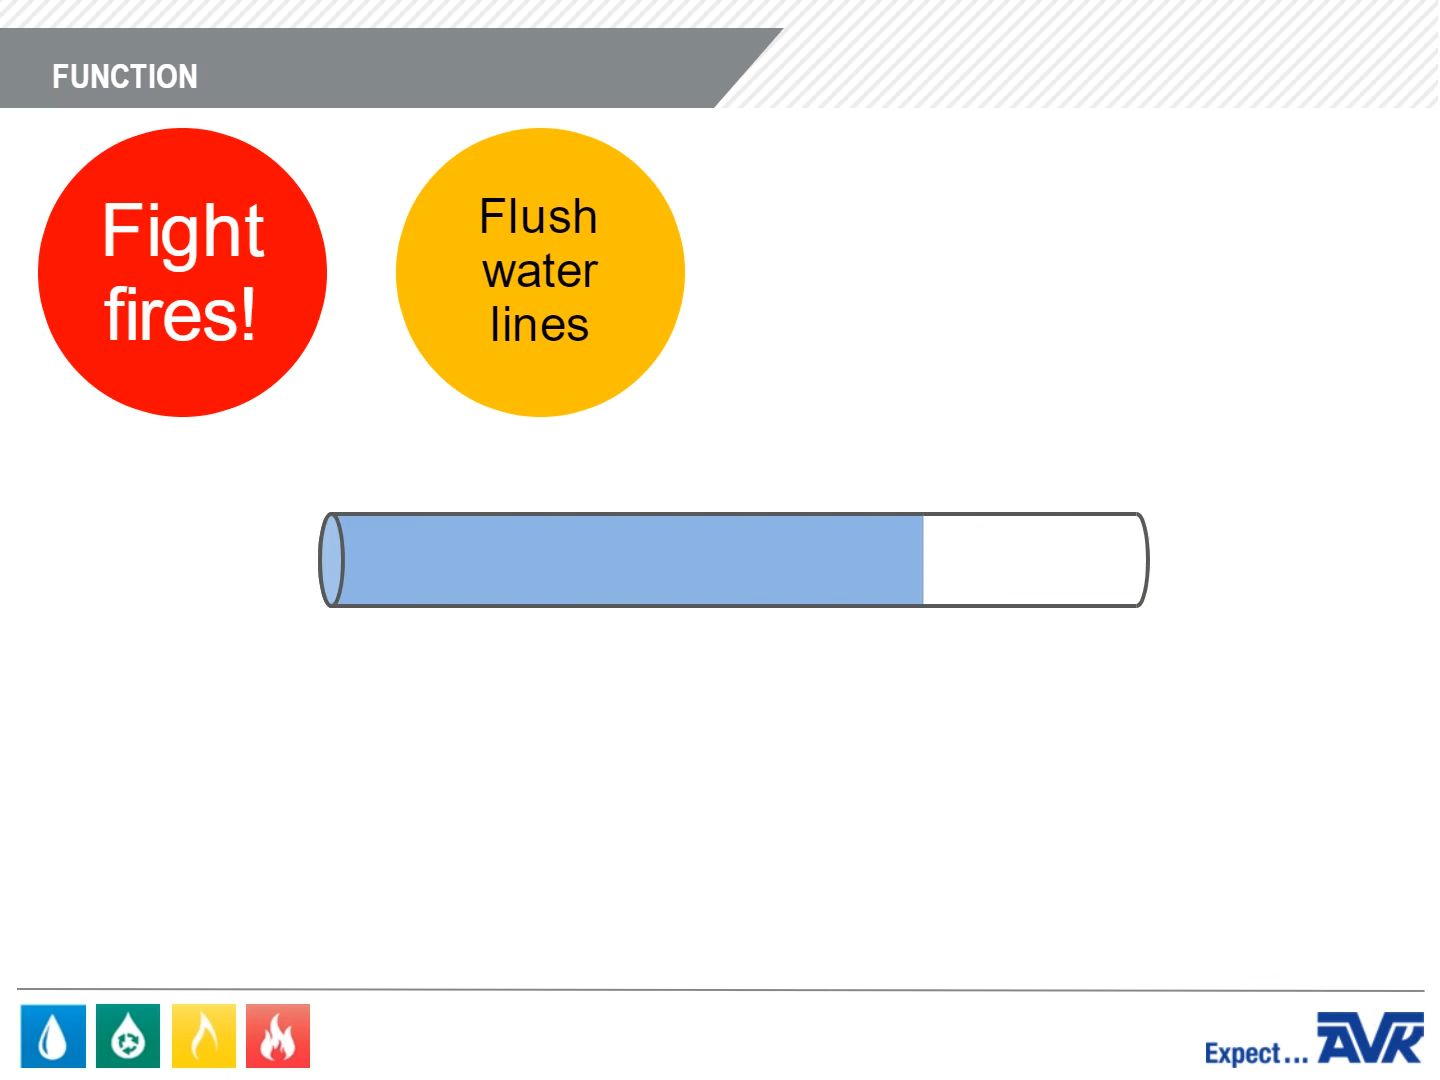 FUNCTION
Fight
fires!
Flush
water
lines
Expect... AVK